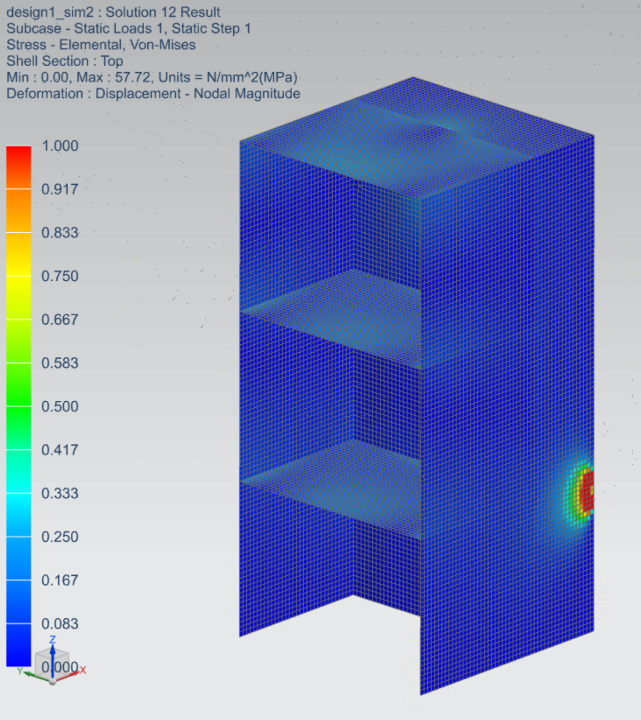 design1_sim2 : Solution 12 Result
Subcase - Static Loads 1, Static Step 1
Stress - Elemental, Von-Mises
Shell Section : Top
Min : 0.00, Max : 57.72, Units = N/mm^2(MPa)
Deformation : Displacement - Nodal Magnitude
1.000
0.917
0.833
0.750
0.667
0.583
0.500
0.417
0.333
0.250
0.167
0.083
0.000
Z
Y
X